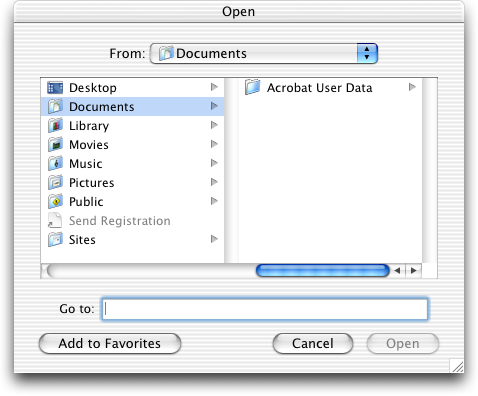 Open
From: Documents
Desktop
Documents
Library
Movies
Music
Pictures
Public
Send Registration
Sites
Acrobat User Data
Go to:
Add to Favorites
Cancel
Open